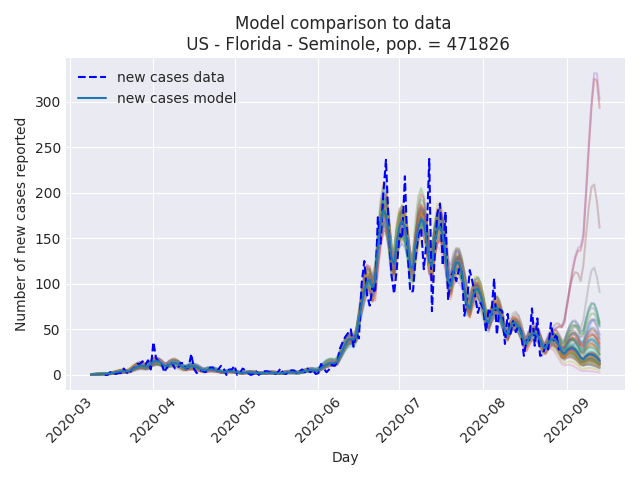 Model comparison to data
US - Florida - Seminole, pop. = 471826
new cases data
new cases model
Number of new cases reported
300
250
200
150
100
50
0
2020-03
2020-04
2020-05
2020-06
2020-07
2020-08
2020-09
Day